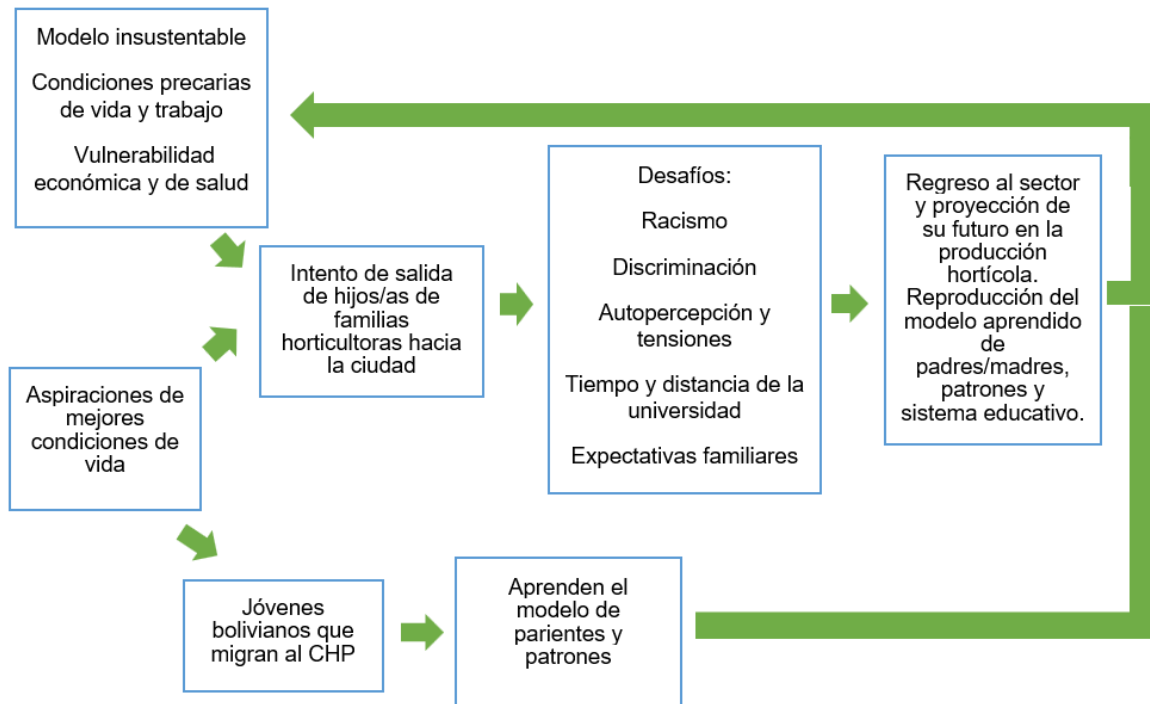 Modelo insustentable
Condiciones precarias
de vida y trabajo
Vulnerabilidad
económica y de salud
Aspiraciones de
mejores
condiciones de
vida
Intento de salida
de hijos/as de
familias
horticultoras hacia
la ciudad
Desafíos:
Racismo
Discriminación
Autopercepción y
tensiones
Tiempo y distancia de la
universidad
Expectativas familiares
Regreso al sector
y proyección de
su futuro en la
producción
hortícola.
Reproducción del
modelo aprendido
de
padres/madres,
patrones y
sistema educativo.
Jóvenes
bolivianos que
migran al CHP
Aprenden el
modelo de
parientes y
patrones